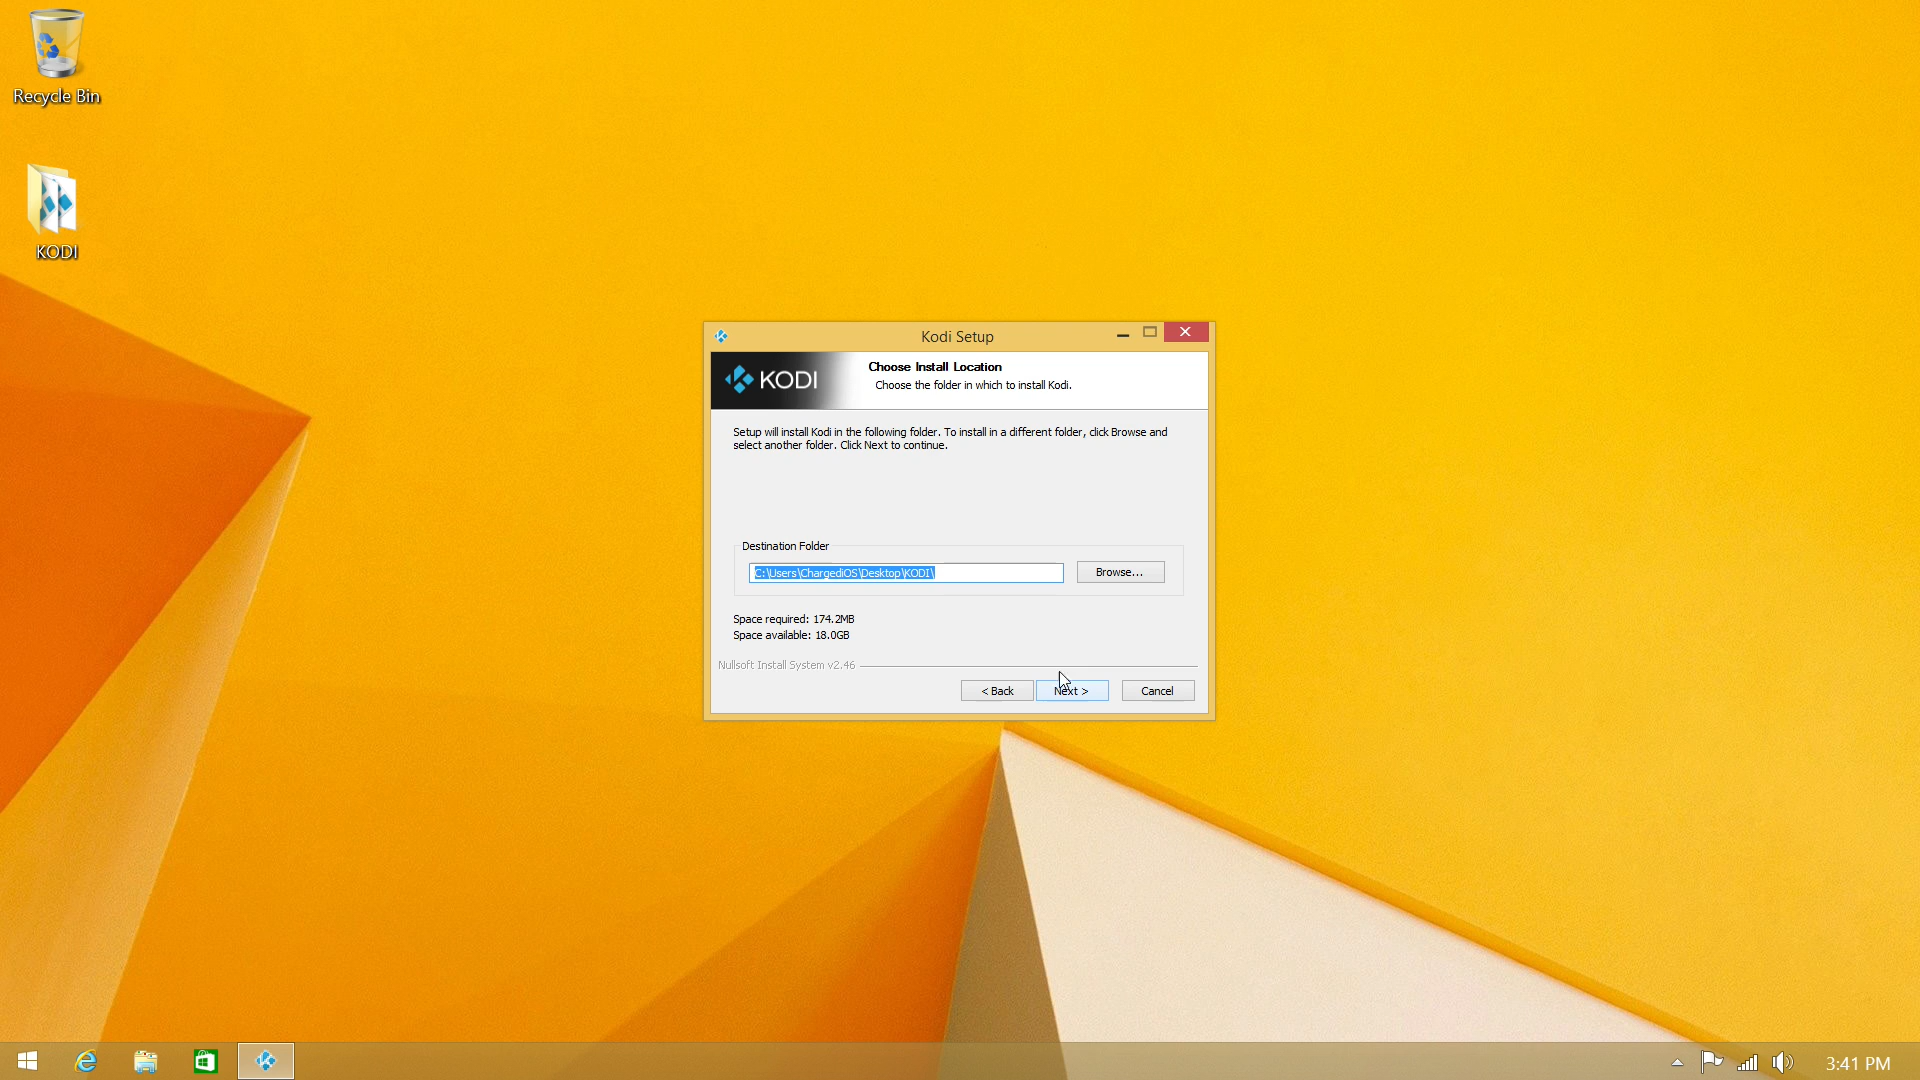 Recycle Bin
KODI
Kodi Setup
KODI
Choose Install Location
Choose the folder in which to install Kodi.
Setup will install Kodi in the following folder. To install in a different folder, click Browse and
select another folder. Click Next to continue.
Destination Folder
C:\Users\ChargediOS\Desktop\KODI\
Browse...
Space required: 174.2MB
Space available: 18.0GB
Nullsoft Install System v2.46
< Back
Next >
Cancel
3:41 PM